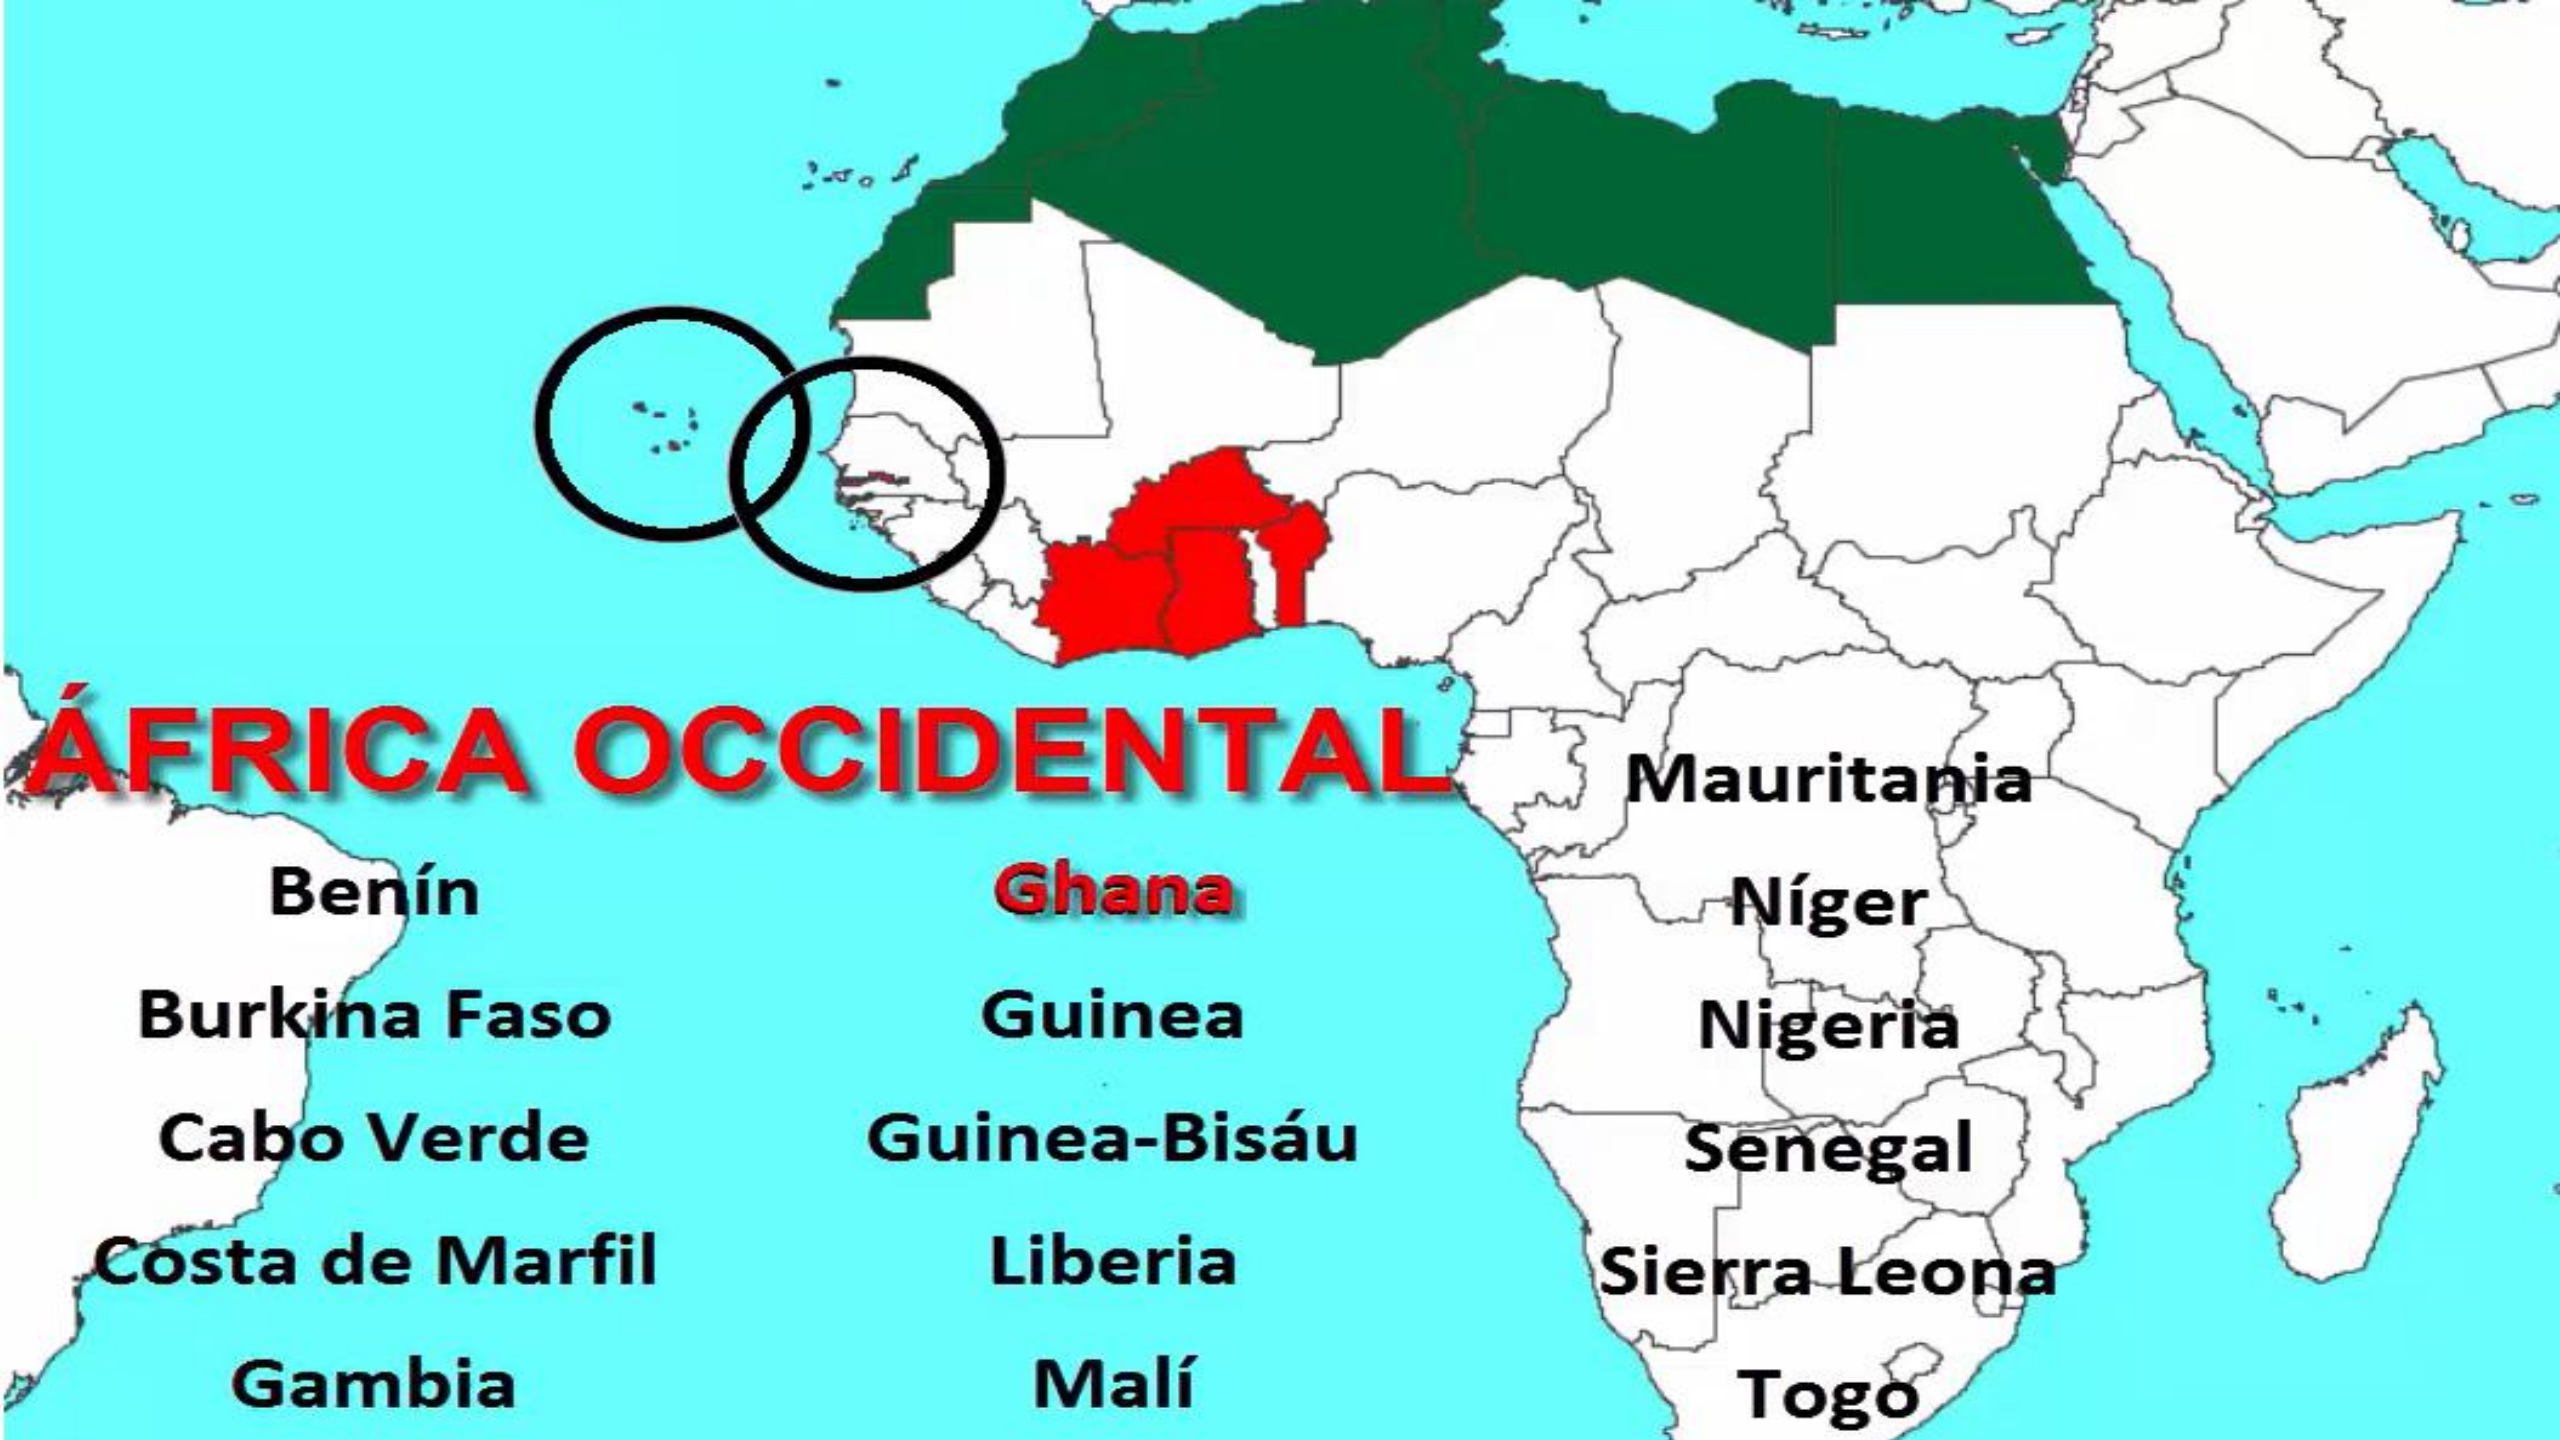 ÁFRICA OCCIDENTAL
Benín
Burkina Faso
Cabo Verde
Costa de Marfil
Gambia
Ghana
Guinea
Guinea-Bisáu
Liberia
Malí
Mauritania
Níger
Nigeria
Senegal
Sierra Leona
Togo